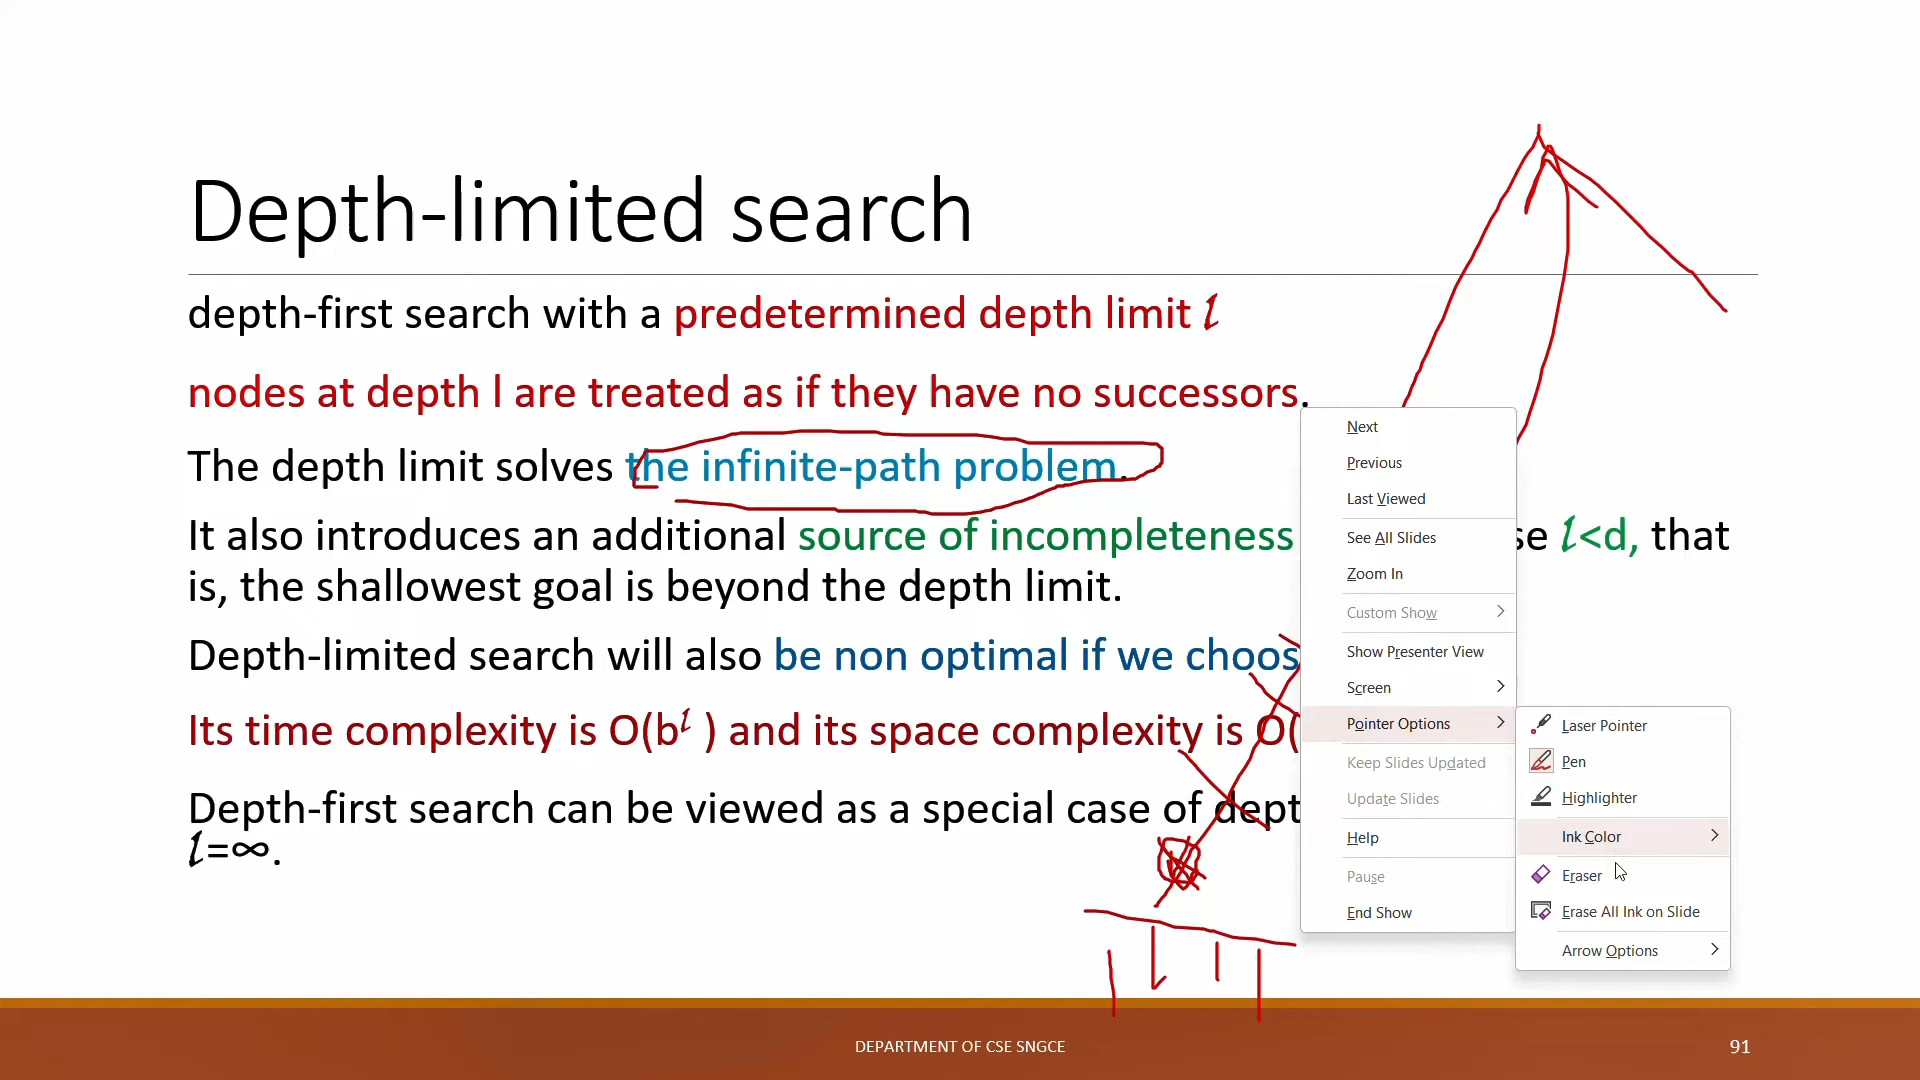 Depth-limited search
depth-first search with a predetermined depth limit ℓ
nodes at depth l are treated as if they have no successors.
The depth limit solves the infinite-path problem.
It also introduces an additional source of incompleteness se ℓ<d, that
is, the shallowest goal is beyond the depth limit.
Depth-limited search will also be non optimal if we choos
Its time complexity is O(bℓ ) and its space complexity is O(
Depth-first search can be viewed as a special case of dept
ℓ=∞.
Next
Previous
Last Viewed
See All Slides
Zoom In
Custom Show
Show Presenter View
Screen
Pointer Options
Keep Slides Updated
Update Slides
Help
Pause
End Show
Laser Pointer
Pen
Highlighter
Ink Color
Eraser
Erase All Ink on Slide
Arrow Options
DEPARTMENT OF CSE SNGCE
91